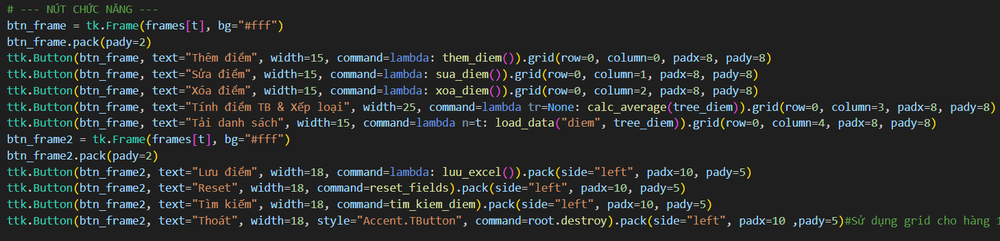 # --- NÚT CHỨC NĂNG ---
btn_frame = tk.Frame(frames[t], bg="#fff")
btn_frame.pack(pady=2)
ttk.Button(btn_frame, text="Thêm điểm", width=15, command=lambda: them_diem()).grid(row=0, column=0, padx=8, pady=8)
ttk.Button(btn_frame, text="Sửa điểm", width=15, command=lambda: sua_diem()).grid(row=0, column=1, padx=8, pady=8)
ttk.Button(btn_frame, text="Xóa điểm", width=15, command=lambda: xoa_diem()).grid(row=0, column=2, padx=8, pady=8)
ttk.Button(btn_frame, text="Tính điểm TB & Xếp loại", width=25, command=lambda tr=None: calc_average(tree_diem)).grid(row=0, column=3, padx=8, pady=8)
ttk.Button(btn_frame, text="Tải danh sách", width=15, command=lambda n=t: load_data("diem", tree_diem)).grid(row=0, column=4, padx=8, pady=8)
btn_frame2 = tk.Frame(frames[t], bg="#fff")
btn_frame2.pack(pady=2)
ttk.Button(btn_frame2, text="Lưu điểm", width=18, command=lambda: luu_excel()).pack(side="left", padx=10, pady=5)
ttk.Button(btn_frame2, text="Reset", width=18, command=reset_fields).pack(side="left", padx=10, pady=5)
ttk.Button(btn_frame2, text="Tìm kiếm", width=18, command=tim_kiem_diem).pack(side="left", padx=10, pady=5)
ttk.Button(btn_frame2, text="Thoát", width=18, style="Accent.TButton", command=root.destroy).pack(side="left", padx=10 ,pady=5)#Sử dụng grid cho hàng 1